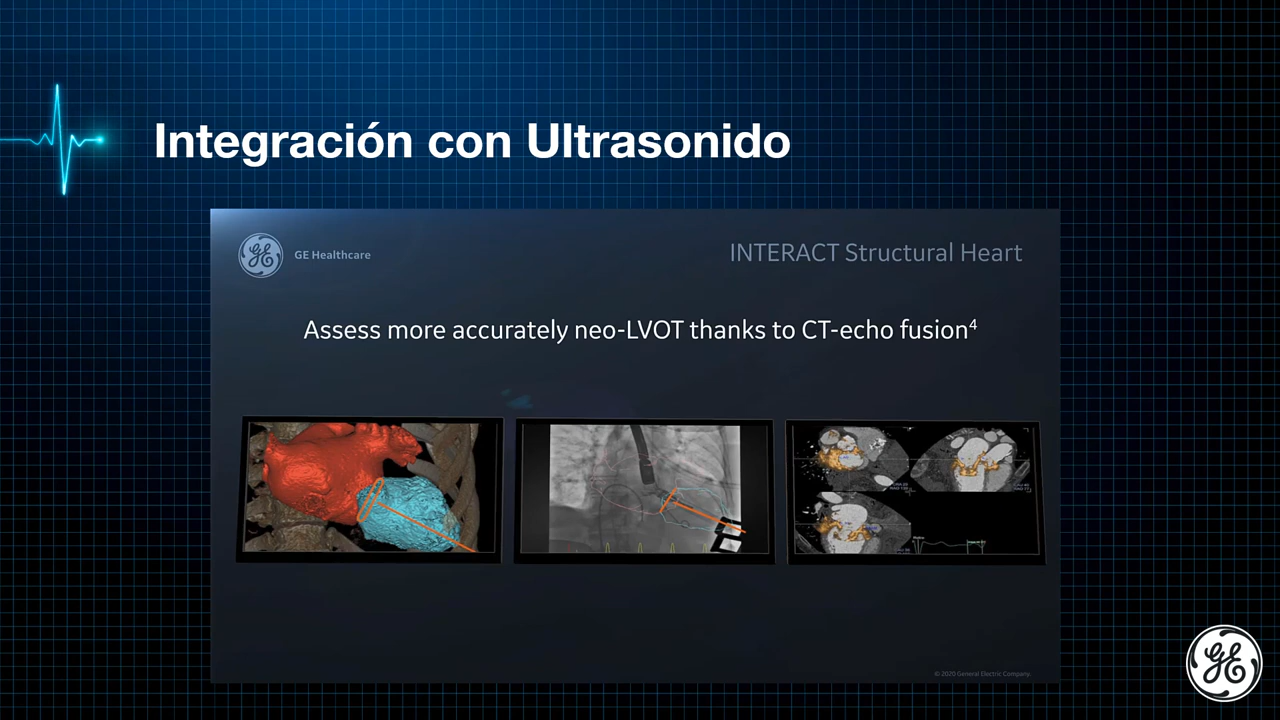 Integración con Ultrasonido
GE Healthcare
INTERACT Structural Heart
Assess more accurately neo-LVOT thanks to CT-echo fusion⁴
© 2020 General Electric Company